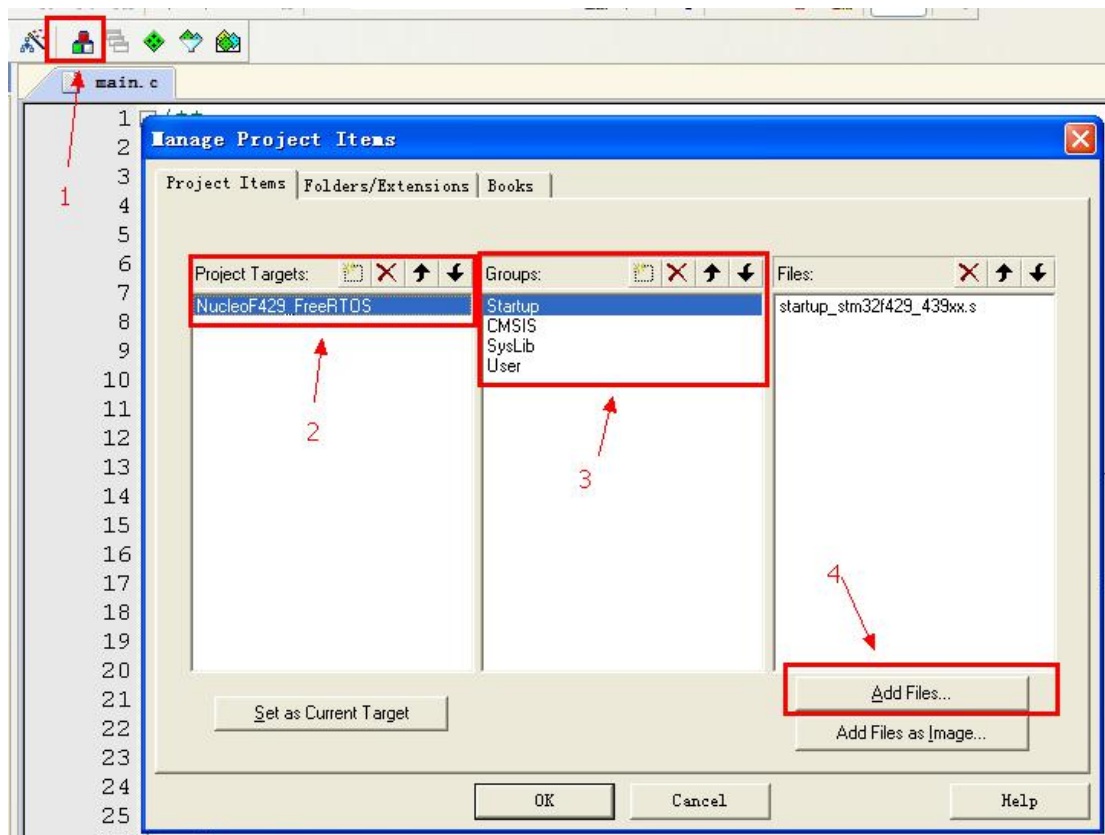 main.c
1
2
3
4
5
6
7
8
9
10
11
12
13
14
15
16
17
18
19
20
21
22
23
24
25
1
Manage Project Items
Project Items Folders/Extensions Books
Project Targets: Groups: Files:
NucleoF429_FreeRTOS Startup startup_stm32f429_439xx.s
CMSIS
SysLib
User
2
3
4
Add Files...
Set as Current Target
Add Files as Image...
OK Cancel Help